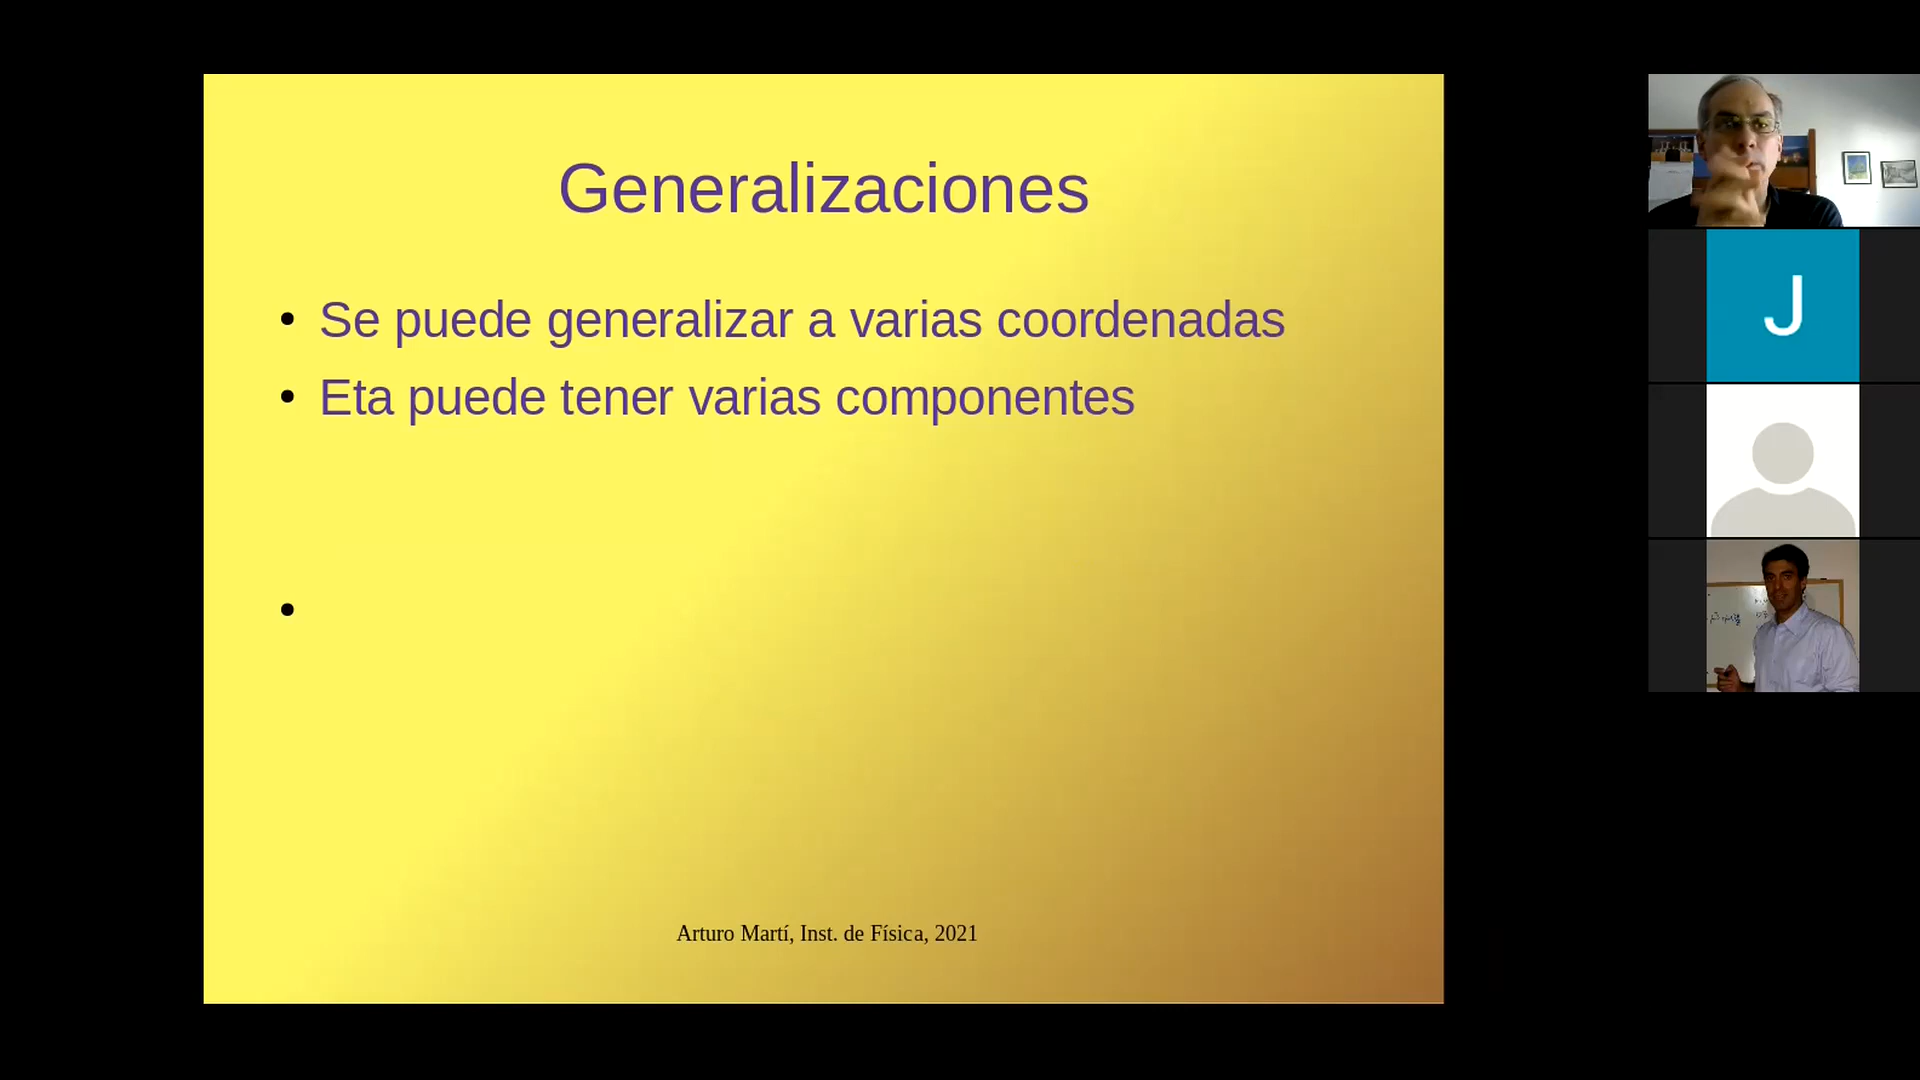 Generalizaciones
Se puede generalizar a varias coordenadas
Eta puede tener varias componentes
Arturo Martí, Inst. de Física, 2021
J